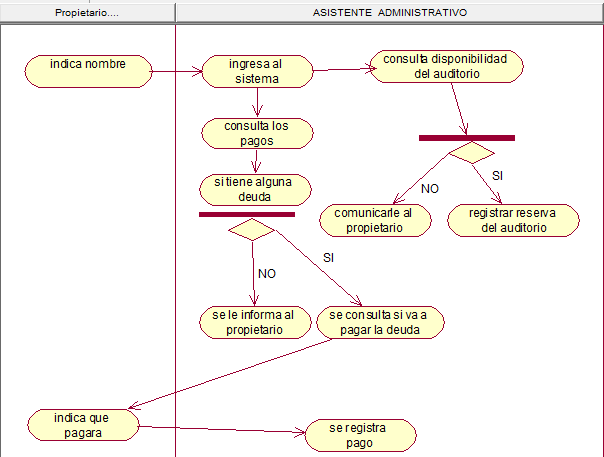 Propietario....
ASISTENTE ADMINISTRATIVO
indica nombre
ingresa al
sistema
consulta disponibilidad
del auditorio
consulta los
pagos
si tiene alguna
deuda
NO
SI
comunicarle al
propietario
registrar reserva
del auditorio
NO
SI
se le informa al
propietario
se consulta si va a
pagar la deuda
indica que
pagara
se registra
pago